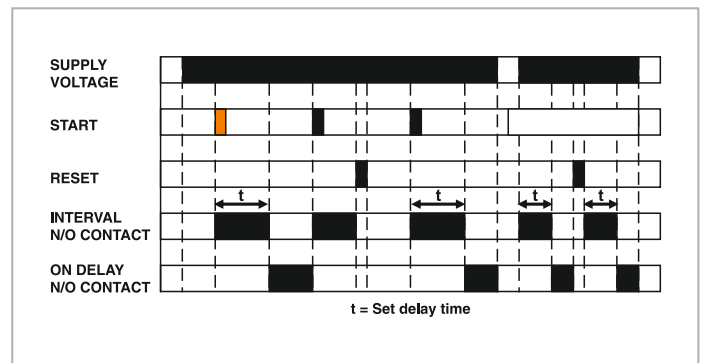 SUPPLY
VOLTAGE
START
RESET
t
t
t
t
INTERVAL
N/O CONTACT
ON DELAY
N/O CONTACT
t = Set delay time